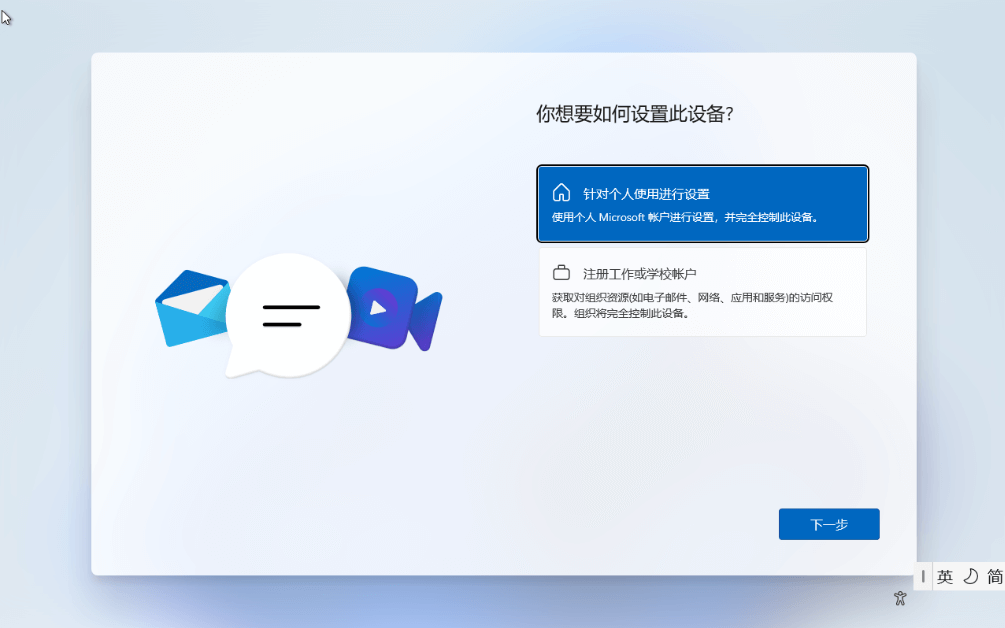 你想要如何设置此设备?
针对个人使用进行设置
使用个人 Microsoft 帐户进行设置，并完全控制此设备。
注册工作或学校帐户
获取对组织资源(如电子邮件、网络、应用和服务)的访问权
限。组织将完全控制此设备。
下一步
英 简